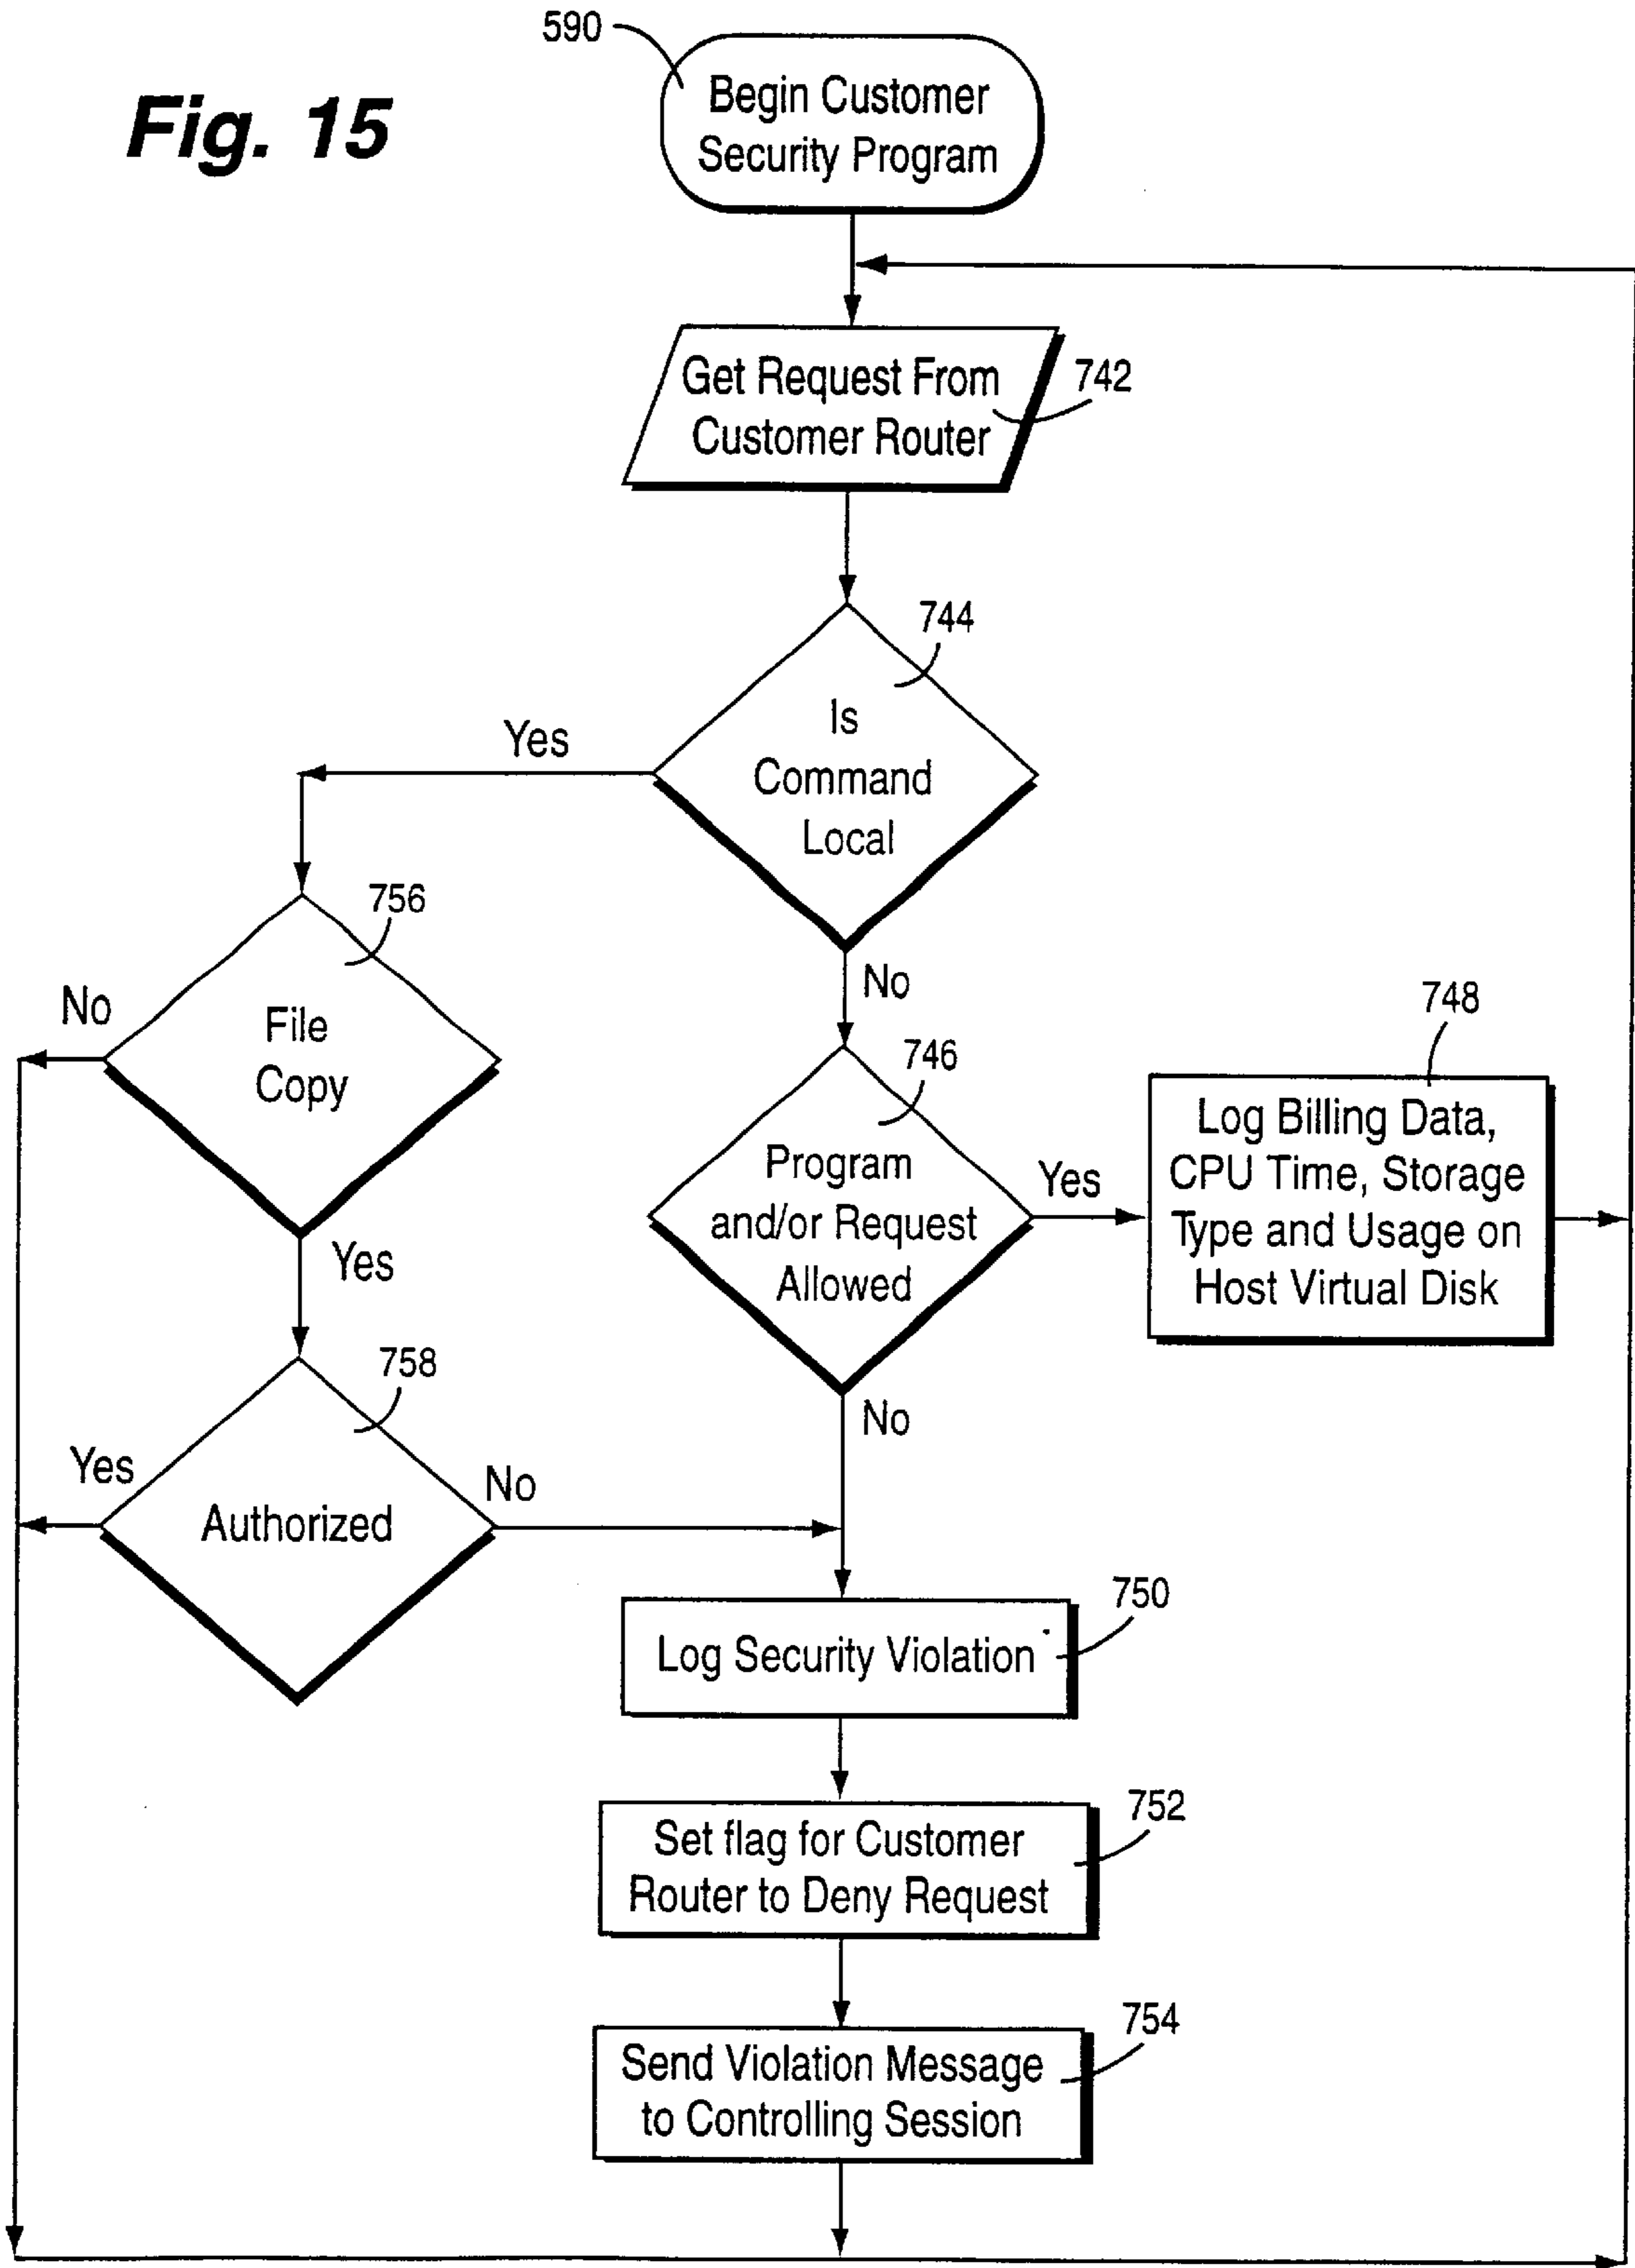 590
Fig. 15
Begin Customer
Security Program
Get Request From
Customer Router
742
744
Is
Command
Local
Yes
No
756
File
Copy
No
Yes
746
Program
and/or Request
Allowed
Yes
No
748
Log Billing Data,
CPU Time, Storage
Type and Usage on
Host Virtual Disk
758
Authorized
Yes
No
750
Log Security Violation
752
Set flag for Customer
Router to Deny Request
754
Send Violation Message
to Controlling Session